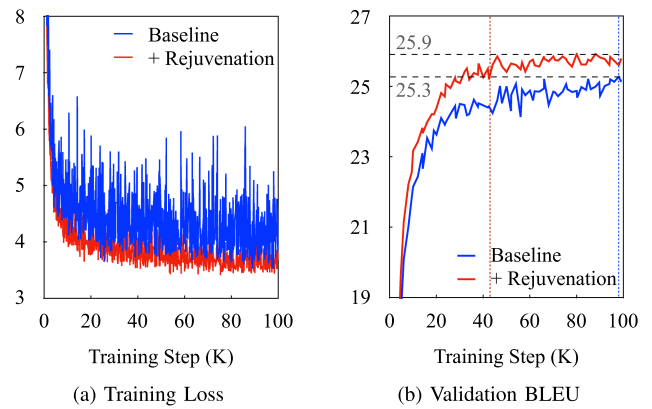 8
7
6
5
4
3
0 20 40 60 80 100
Baseline
+ Rejuvenation
Training Step (K)
(a) Training Loss
27
25
23
21
19
0 20 40 60 80 100
25.9
25.3
Baseline
+ Rejuvenation
Training Step (K)
(b) Validation BLEU